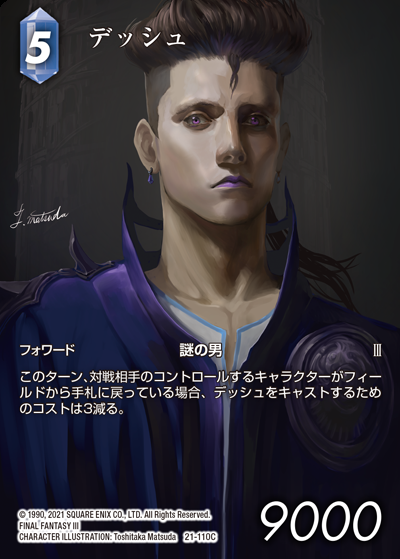 5
デッシュ
T. Matsuda
フォワード 謎の男 III
このターン、対戦相手のコントロールするキャラクターがフィー
ルドから手札に戻っている場合、デッシュをキャストするため
のコストは3減る。
© 1990, 2021 SQUARE ENIX CO., LTD. All Rights Reserved.
FINAL FANTASY III
CHARACTER ILLUSTRATION: Toshitaka Matsuda 21-110C
9000